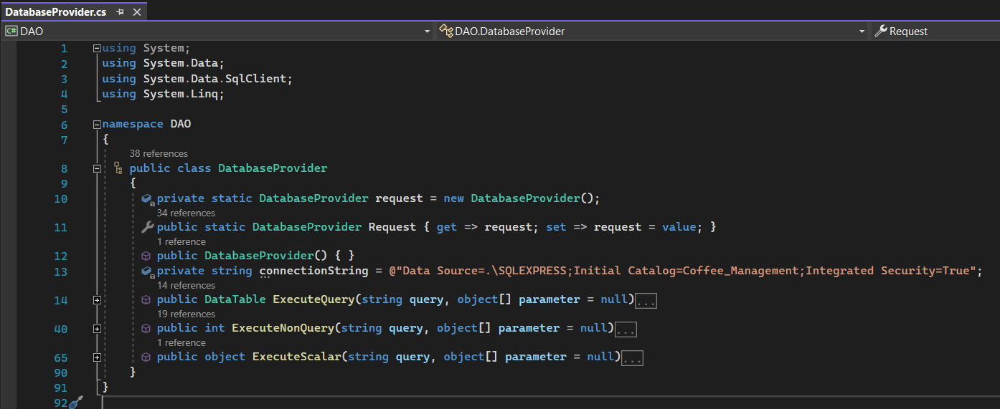 DatabaseProvider.cs
C# DAO DAO.DatabaseProvider Request
1 using System;
2 using System.Data;
3 using System.Data.SqlClient;
4 using System.Linq;
5
6 namespace DAO
7 {
38 references
8 public class DatabaseProvider
9 {
10 private static DatabaseProvider request = new DatabaseProvider();
34 references
11 public static DatabaseProvider Request { get => request; set => request = value; }
1 reference
12 public DatabaseProvider() { }
13 private string connectionString = @"Data Source=.\SQLEXPRESS;Initial Catalog=Coffee_Management;Integrated Security=True";
14 references
14 public DataTable ExecuteQuery(string query, object[] parameter = null)...
19 references
40 public int ExecuteNonQuery(string query, object[] parameter = null)...
1 reference
65 public object ExecuteScalar(string query, object[] parameter = null)...
90 }
91 }
92